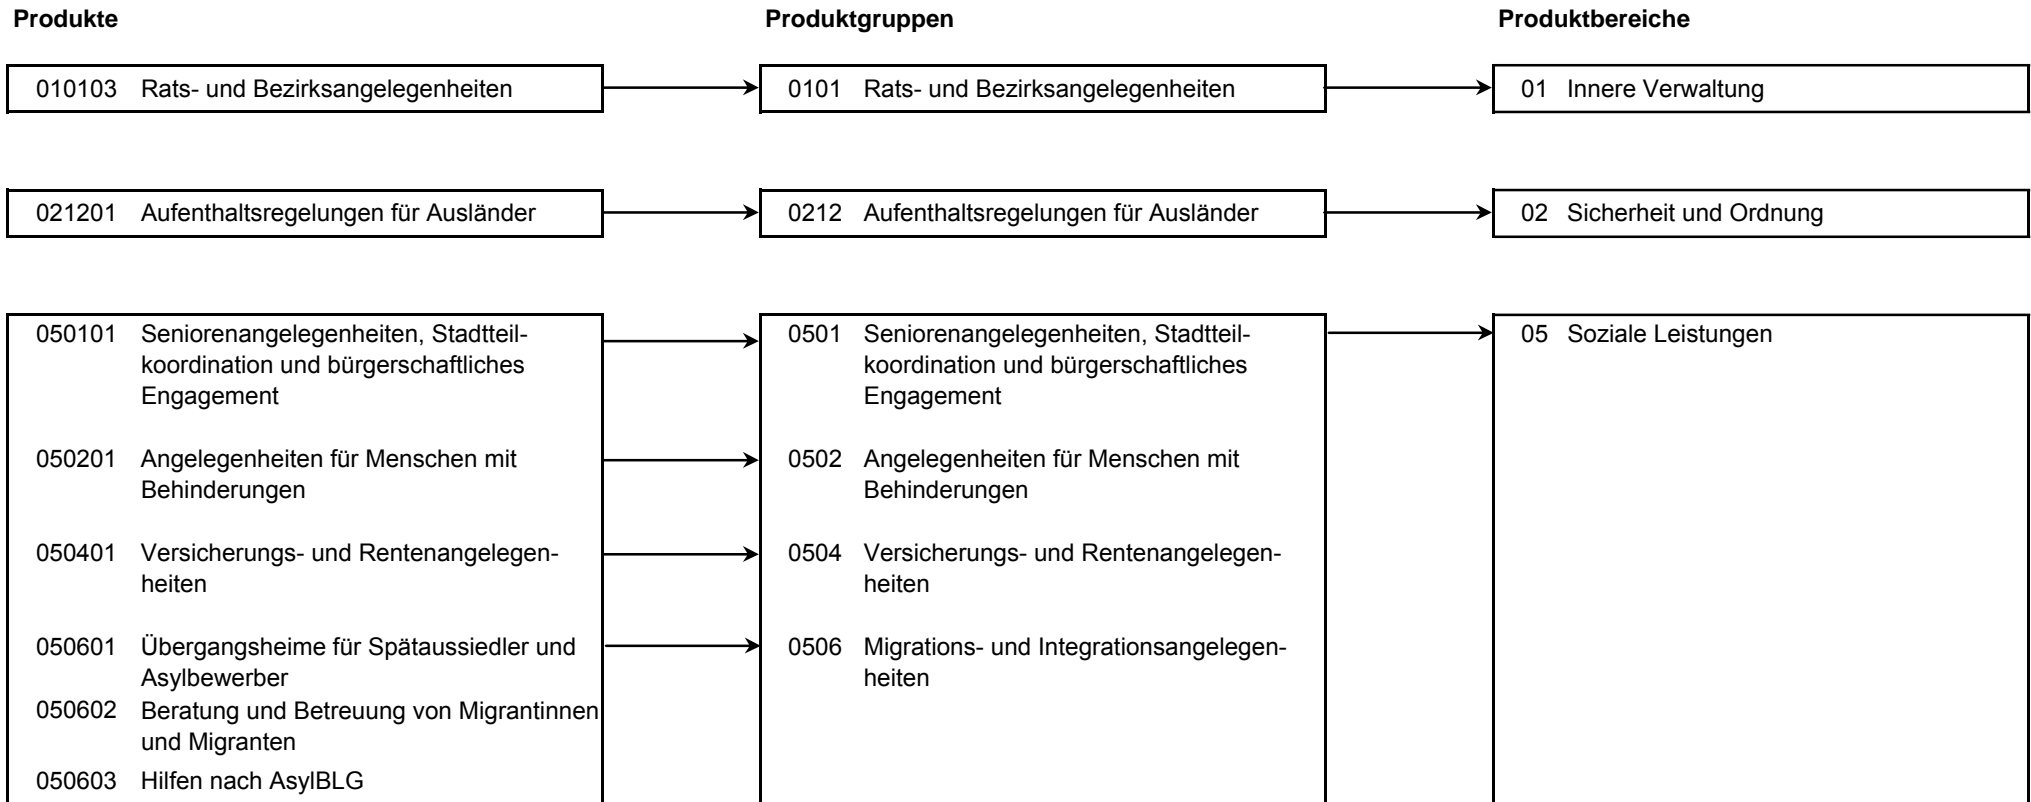 Produkte Produktgruppen Produktbereiche
010103 Rats- und Bezirksangelegenheiten 0101 Rats- und Bezirksangelegenheiten 01 Innere Verwaltung
021201 Aufenthaltsregelungen für Ausländer 0212 Aufenthaltsregelungen für Ausländer 02 Sicherheit und Ordnung
050101 Seniorenangelegenheiten, Stadtteil-
koordination und bürgerschaftliches
Engagement
050201 Angelegenheiten für Menschen mit
Behinderungen
050401 Versicherungs- und Rentenangelegen-
heiten
050601 Übergangsheime für Spätaussiedler und
Asylbewerber
050602 Beratung und Betreuung von Migrantinnen
und Migranten
050603 Hilfen nach AsylBLG
0501 Seniorenangelegenheiten, Stadtteil-
koordination und bürgerschaftliches
Engagement
0502 Angelegenheiten für Menschen mit
Behinderungen
0504 Versicherungs- und Rentenangelegen-
heiten
0506 Migrations- und Integrationsangelegen-
heiten
05 Soziale Leistungen